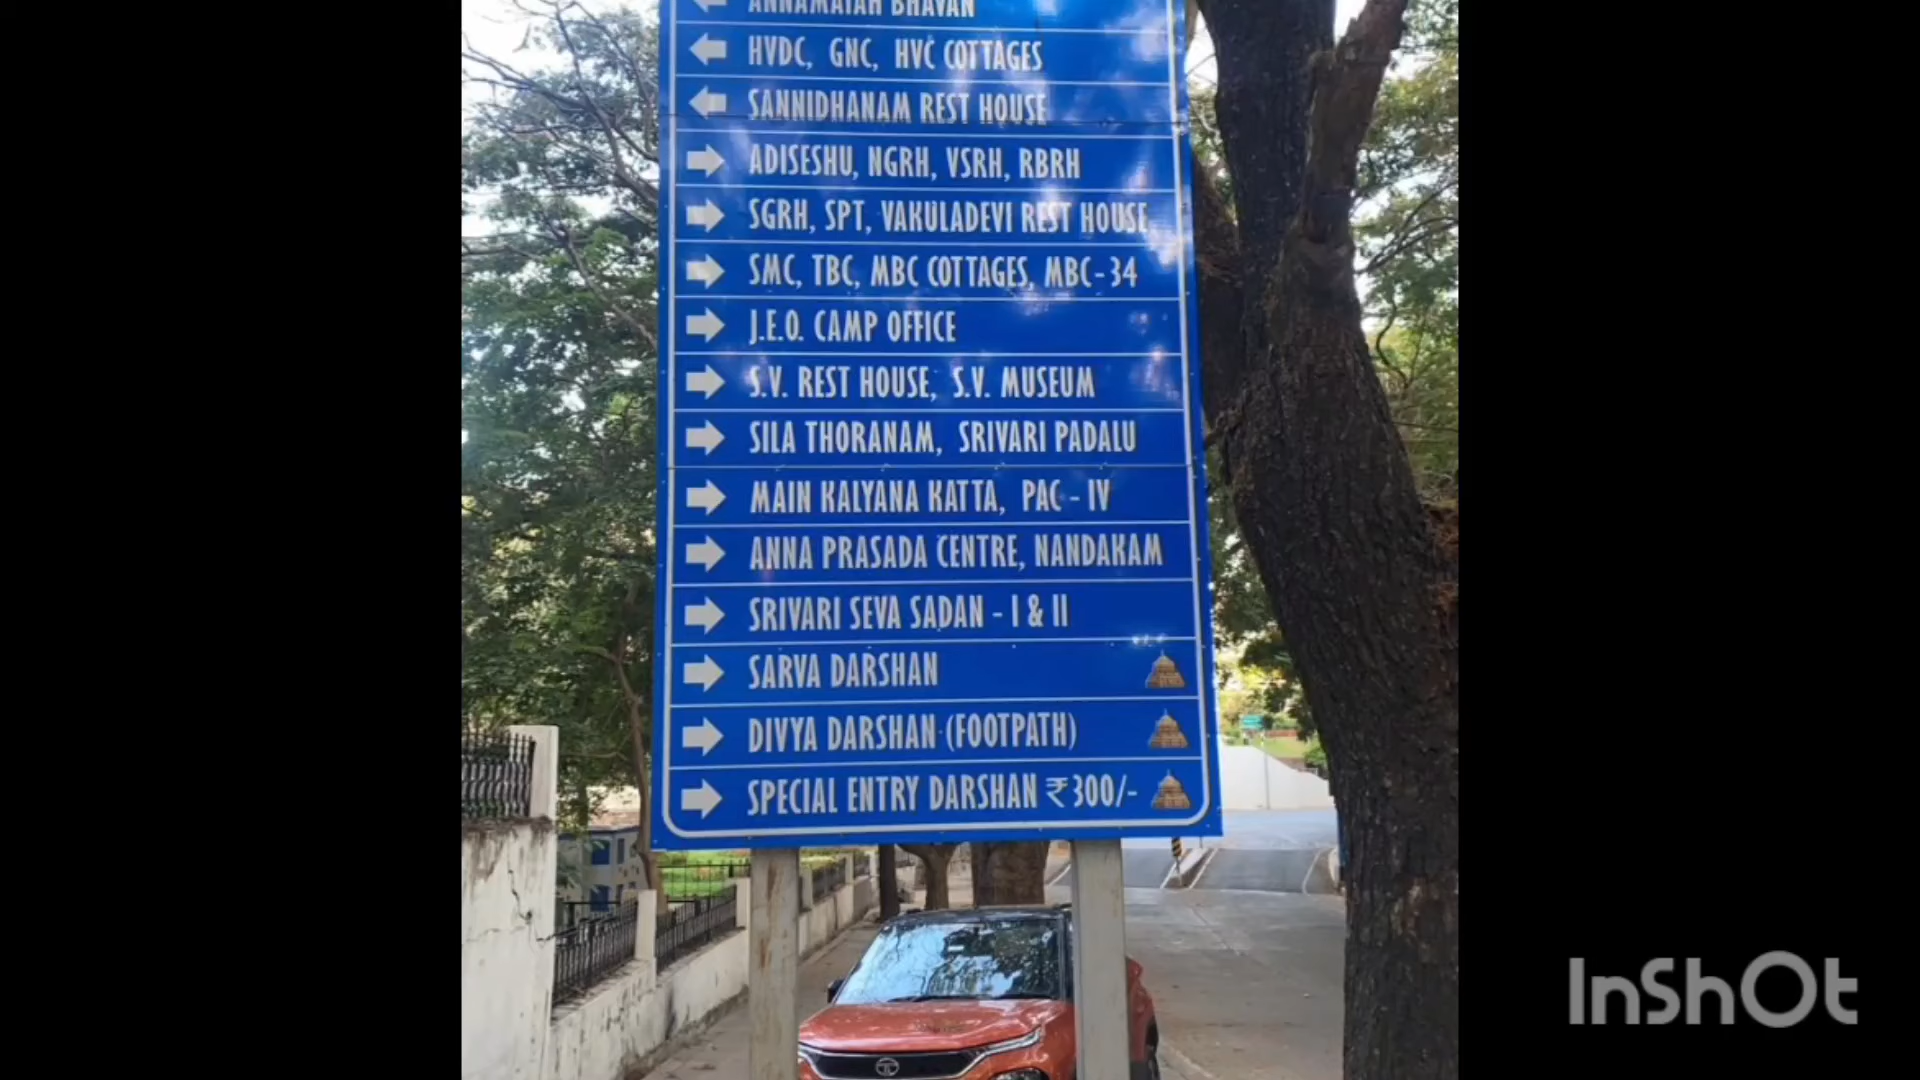 ANNAMAIAH BHAVAN
HVDC, GNC, HVC COTTAGES
SANNIDHANAM REST HOUSE
ADISESHU, NGRH, VSRH, RBRH
SGRH, SPT, VAKULADEVI REST HOUSE
SMC, TBC, MBC COTTAGES, MBC-34
J.E.O. CAMP OFFICE
S.V. REST HOUSE, S.V. MUSEUM
SILA THORANAM, SRIVARI PADALU
MAIN KALYANA KATTA, PAC - IV
ANNA PRASADA CENTRE, NANDAKAM
SRIVARI SEVA SADAN - I & II
SARVA DARSHAN
DIVYA DARSHAN (FOOTPATH)
SPECIAL ENTRY DARSHAN ₹300/-
InShOt